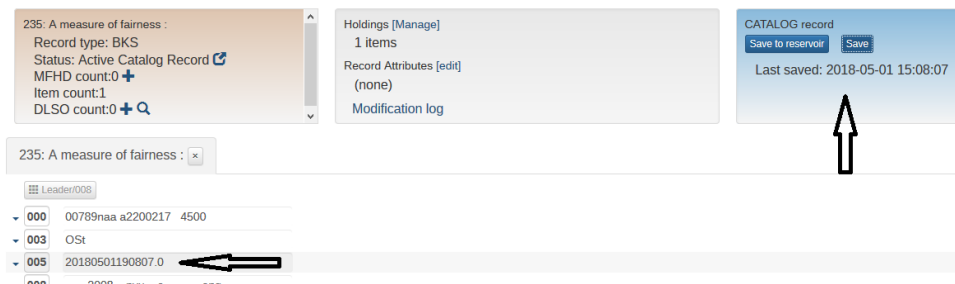 235: A measure of fairness :
Record type: BKS
Status: Active Catalog Record
MFHD count:0
Item count:1
DLSO count:0
Holdings [Manage]
1 items
Record Attributes [edit]
(none)
Modification log
CATALOG record
Save to reservoir Save
Last saved: 2018-05-01 15:08:07
235: A measure of fairness : ×
Leader/008
000 00789naa a2200217 4500
003 OSt
005 20180501190807.0